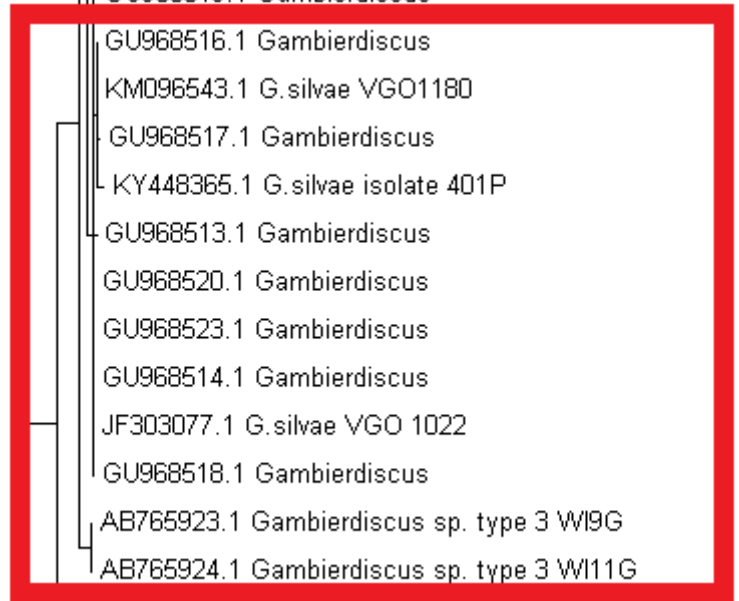 GU968516.1 Gambierdiscus
KM096543.1 G.silvae VGO1180
GU968517.1 Gambierdiscus
KY448365.1 G.silvae isolate 401P
GU968513.1 Gambierdiscus
GU968520.1 Gambierdiscus
GU968523.1 Gambierdiscus
GU968514.1 Gambierdiscus
JF303077.1 G.silvae VGO 1022
GU968518.1 Gambierdiscus
AB765923.1 Gambierdiscus sp. type 3 WI9G
AB765924.1 Gambierdiscus sp. type 3 WI11G